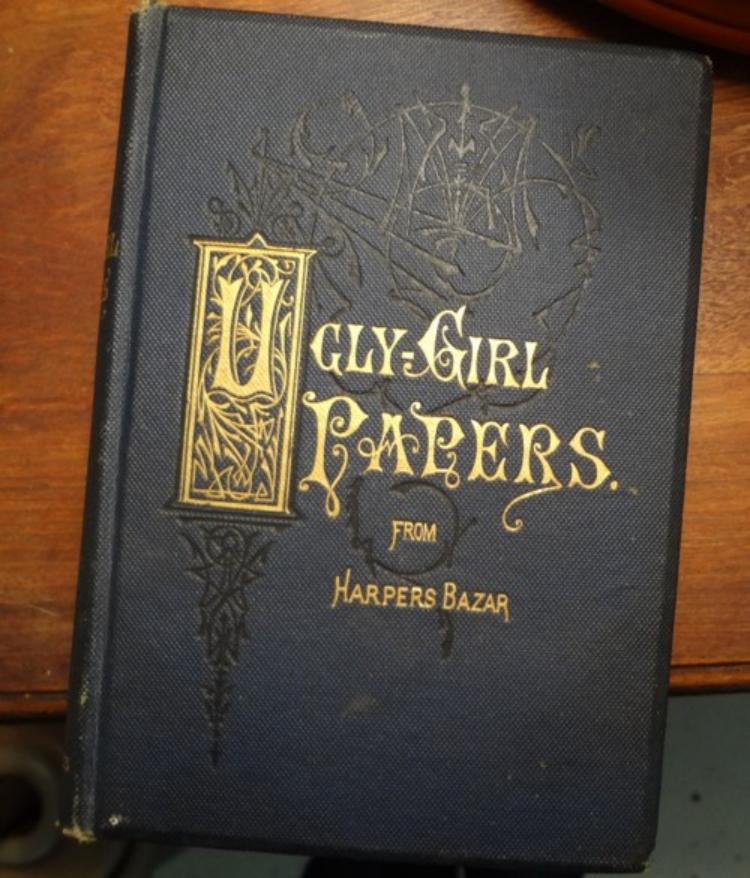 UGLY-GIRL
PAPERS.
FROM
HARPERS BAZAR